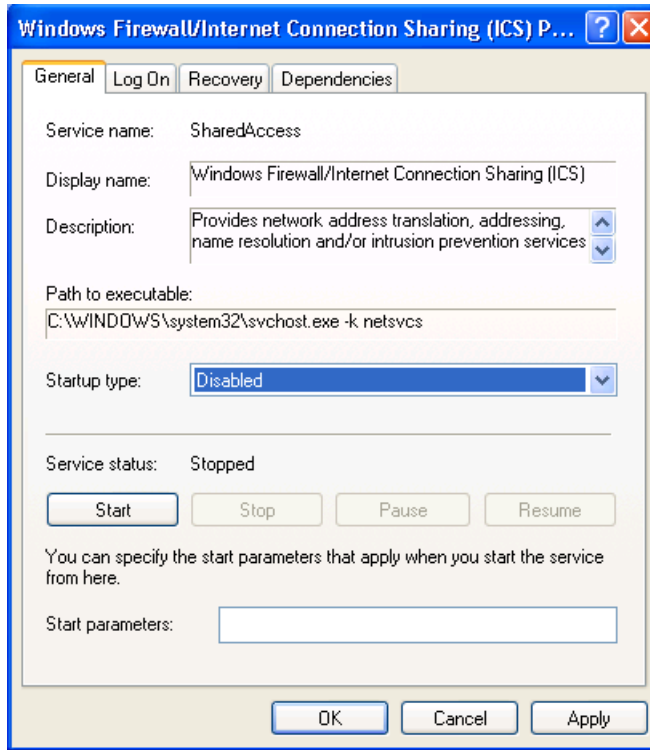 Windows Firewall/Internet Connection Sharing (ICS) P...
General
Log On
Recovery
Dependencies
Service name:
SharedAccess
Display name:
Windows Firewall/Internet Connection Sharing (ICS)
Description:
Provides network address translation, addressing,
name resolution and/or intrusion prevention services
Path to executable:
C:\WINDOWS\system32\svchost.exe -k netsvcs
Startup type:
Disabled
Service status:
Stopped
Start
Stop
Pause
Resume
You can specify the start parameters that apply when you start the service
from here.
Start parameters:
OK
Cancel
Apply